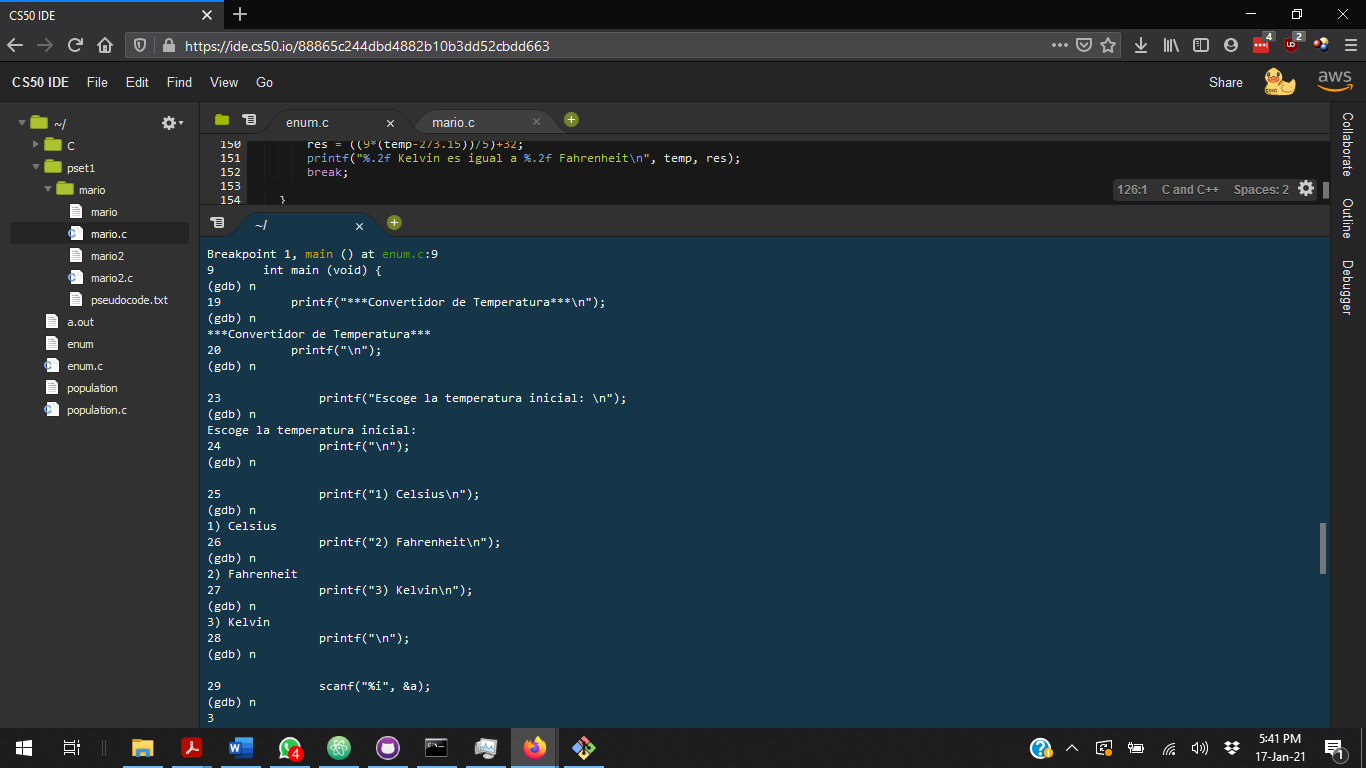 CS50 IDE
https://ide.cs50.io/88865c244dbd4882b10b3dd52cbdd663
4
2
CS50 IDE File Edit Find View Go Share aws
~/
C
pset1
mario
mario
mario.c
mario2
mario2.c
pseudocode.txt
a.out
enum
enum.c
population
population.c
enum.c mario.c
150 res = ((9*(temp-273.15))/5)+32;
151 printf("%.2f Kelvin es igual a %.2f Fahrenheit\n", temp, res);
152 break;
153
154 }
126:1 C and C++ Spaces: 2
~/
Breakpoint 1, main () at enum.c:9
9 int main (void) {
(gdb) n
19 printf("***Convertidor de Temperatura***\n");
(gdb) n
***Convertidor de Temperatura***
20 printf("\n");
(gdb) n
23 printf("Escoge la temperatura inicial: \n");
(gdb) n
Escoge la temperatura inicial:
24 printf("\n");
(gdb) n
25 printf("1) Celsius\n");
(gdb) n
1) Celsius
26 printf("2) Fahrenheit\n");
(gdb) n
2) Fahrenheit
27 printf("3) Kelvin\n");
(gdb) n
3) Kelvin
28 printf("\n");
(gdb) n
29 scanf("%i", &a);
(gdb) n
3
Collaborate
Outline
Debugger
4
5:41 PM
17-Jan-21
1